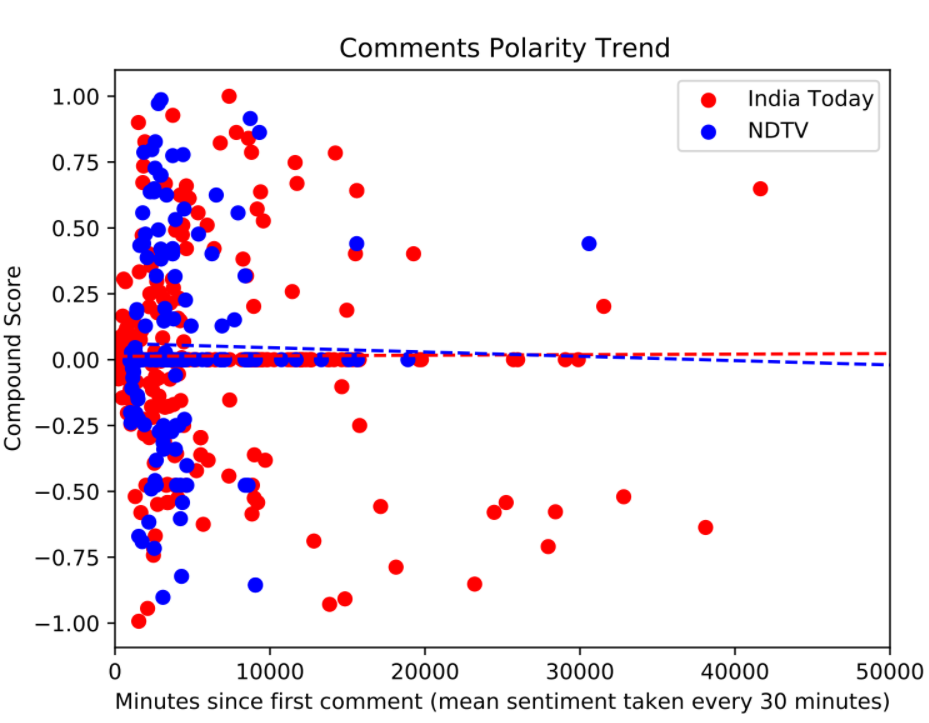 Comments Polarity Trend
India Today
NDTV
Compound Score
1.00
0.75
0.50
0.25
0.00
−0.25
−0.50
−0.75
−1.00
0 10000 20000 30000 40000 50000
Minutes since first comment (mean sentiment taken every 30 minutes)